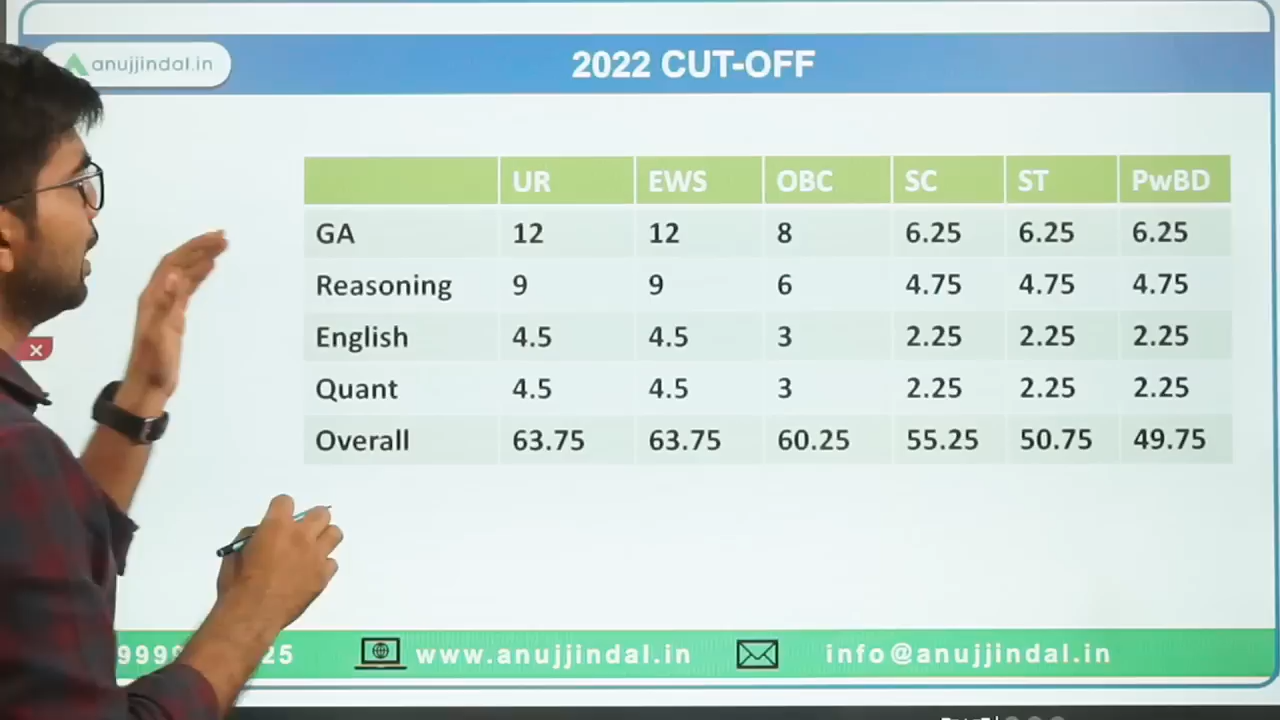 anujjindal.in
2022 CUT-OFF
UR EWS OBC SC ST PwBD
GA 12 12 8 6.25 6.25 6.25
Reasoning 9 9 6 4.75 4.75 4.75
English 4.5 4.5 3 2.25 2.25 2.25
Quant 4.5 4.5 3 2.25 2.25 2.25
Overall 63.75 63.75 60.25 55.25 50.75 49.75
www.anujjindal.in info@anujjindal.in